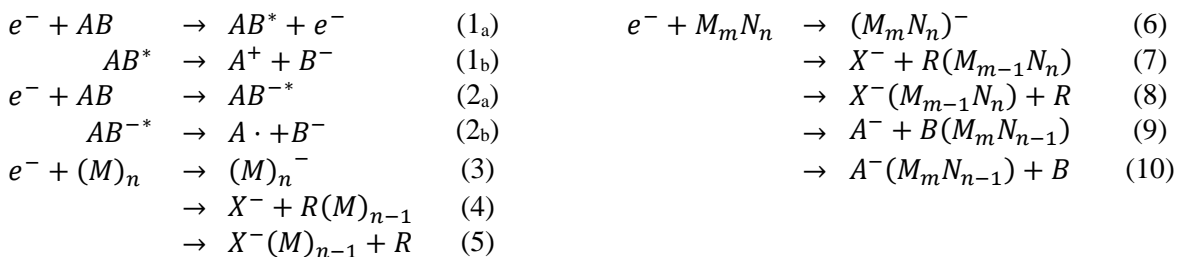 e⁻ + AB → AB* + e⁻ (1a)
AB* → A⁺ + B⁻ (1b)
e⁻ + AB → AB⁻* (2a)
AB⁻* → A· +B⁻ (2b)
e⁻ + (M)ₙ → (M)ₙ⁻ (3)
→ X⁻ + R(M)ₙ₋₁ (4)
→ X⁻(M)ₙ₋₁ + R (5)
e⁻ + MₘNₙ → (MₘNₙ)⁻ (6)
→ X⁻ + R(Mₘ₋₁Nₙ) (7)
→ X⁻(Mₘ₋₁Nₙ) + R (8)
→ A⁻ + B(MₘNₙ₋₁) (9)
→ A⁻(MₘNₙ₋₁) + B (10)